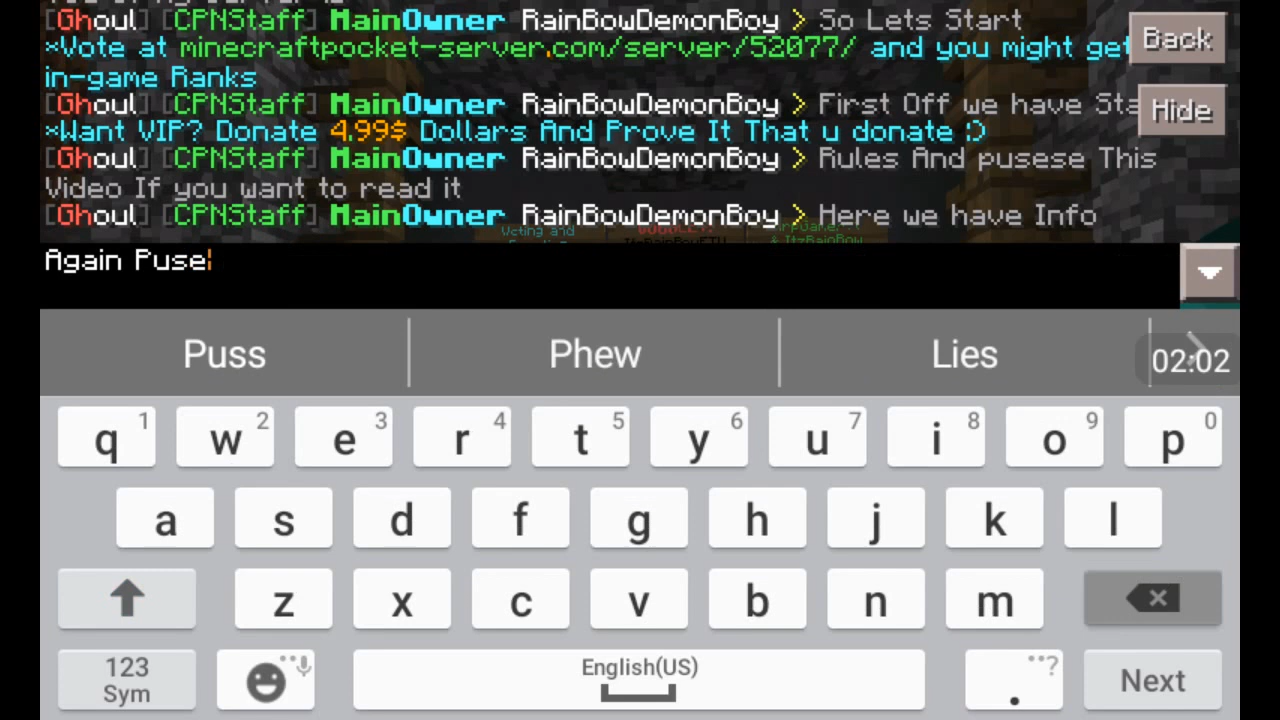 [Ghoul] [CPNStaff] MainOwner RainBowDemonBoy > So Lets Start
×Vote at minecraftpocket-server.com/server/52077/ and you might get
in-game Ranks
[Ghoul] [CPNStaff] MainOwner RainBowDemonBoy > First Off we have Sta
×Want VIP? Donate 4.99$ Dollars And Prove It That u donate :)
[Ghoul] [CPNStaff] MainOwner RainBowDemonBoy > Rules And pusese This
Video If you want to read it
[Ghoul] [CPNStaff] MainOwner RainBowDemonBoy > Here we have Info
Back
Hide
Voting and
Again Puse
Puss Phew Lies
02:02
q 1 w 2 e 3 r 4 t 5 y 6 u 7 i 8 o 9 p 0
a s d f g h j k l
z x c v b n m
123
Sym
English(US)
. ?
Next